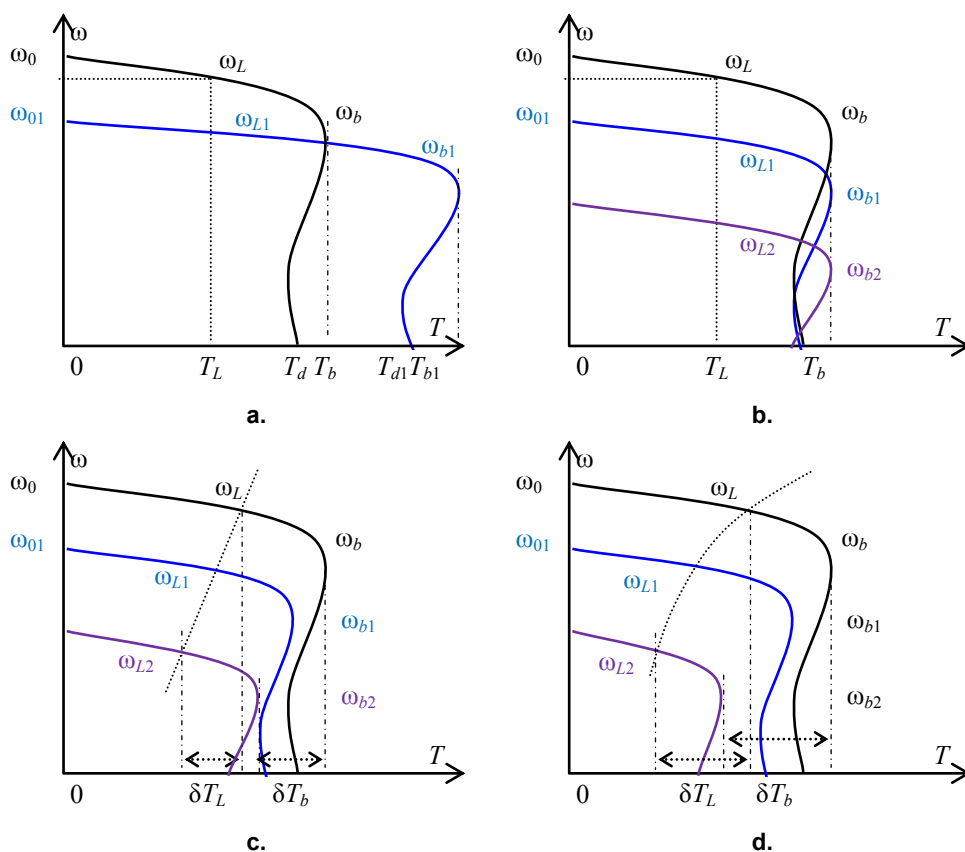 ω
ω0 ωL
ω01 ωL1 ωb
ωb1
T
0 TL Td Tb Td1 Tb1
a.
ω
ω0 ωL
ω01 ωb
ωL1
ωb1
ωL2
ωb2
T
0 TL Tb
b.
ω
ω0 ωL
ω01 ωb
ωL1
ωb1
ωL2
ωb2
T
0 δTL δTb
c.
ω
ω0 ωL
ω01 ωb
ωL1
ωb1
ωL2
ωb2
T
0 δTL δTb
d.